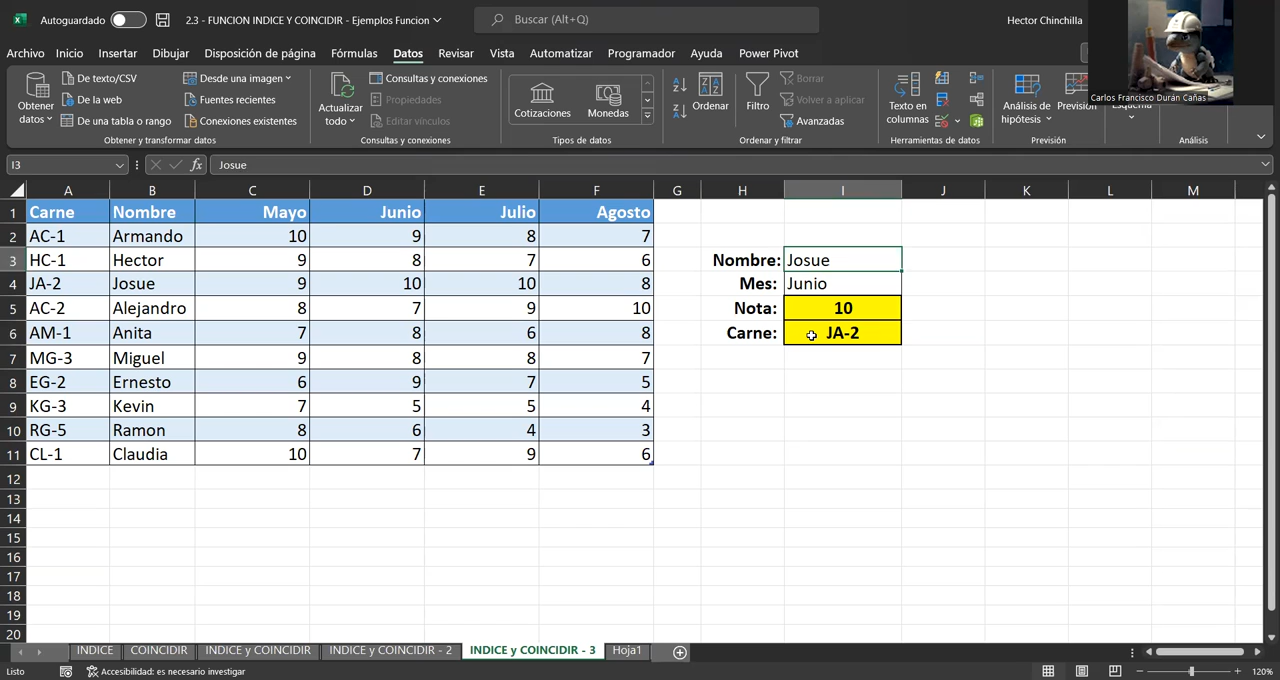 Autoguardado
2.3 - FUNCION INDICE Y COINCIDIR - Ejemplos Funcion
Buscar (Alt+Q)
Hector Chinchilla
Carlos Francisco Durán Cañas
Archivo Inicio Insertar Dibujar Disposición de página Fórmulas Datos Revisar Vista Automatizar Programador Ayuda Power Pivot
Obtener datos
De texto/CSV
De la web
De una tabla o rango
Desde una imagen
Fuentes recientes
Conexiones existentes
Obtener y transformar datos
Actualizar todo
Consultas y conexiones
Propiedades
Editar vínculos
Consultas y conexiones
Cotizaciones
Monedas
Tipos de datos
Ordenar
Filtro
Borrar
Volver a aplicar
Avanzadas
Ordenar y filtrar
Texto en columnas
Herramientas de datos
Análisis de hipótesis
Previsión
Previsión
Análisis
I3
fx
Josue
A B C D E F G H I J K L M
1 Carne Nombre Mayo Junio Julio Agosto
2 AC-1 Armando 10 9 8 7
3 HC-1 Hector 9 8 7 6 Nombre: Josue
4 JA-2 Josue 9 10 10 8 Mes: Junio
5 AC-2 Alejandro 8 7 9 10 Nota: 10
6 AM-1 Anita 7 8 6 8 Carne: JA-2
7 MG-3 Miguel 9 8 8 7
8 EG-2 Ernesto 6 9 7 5
9 KG-3 Kevin 7 5 5 4
10 RG-5 Ramon 8 6 4 3
11 CL-1 Claudia 10 7 9 6
12
13
14
15
16
17
18
19
20
INDICE COINCIDIR INDICE y COINCIDIR INDICE y COINCIDIR - 2 INDICE y COINCIDIR - 3 Hoja1
Listo
Accesibilidad: es necesario investigar
120%